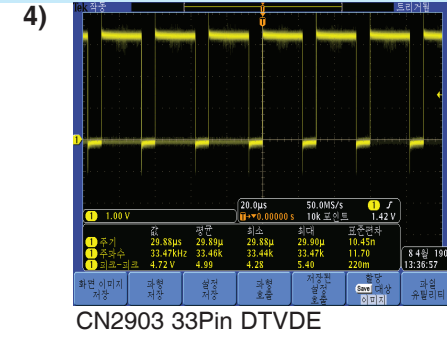 4)
작동
트리거됨
T
1
20.0µs 50.0MS/s 1
1 1.00 V
0.00000 s 10k 포인트 1.42 V
값 평균 최소 최대 표준편차
1 주기 29.88µs 29.89µ 29.88µ 29.90µ 10.45n
1 주파수 33.47kHz 33.46k 33.44k 33.47k 11.70
1 피크-피크 4.72 V 4.99 4.28 5.40 220m
8 4월 190
13:36:57
화면 이미지 저장
파형 저장
설정 저장
파형 호출
저장된 설정 호출
할당 Save 대상 이미지
파일 유틸리티
CN2903 33Pin DTVDE